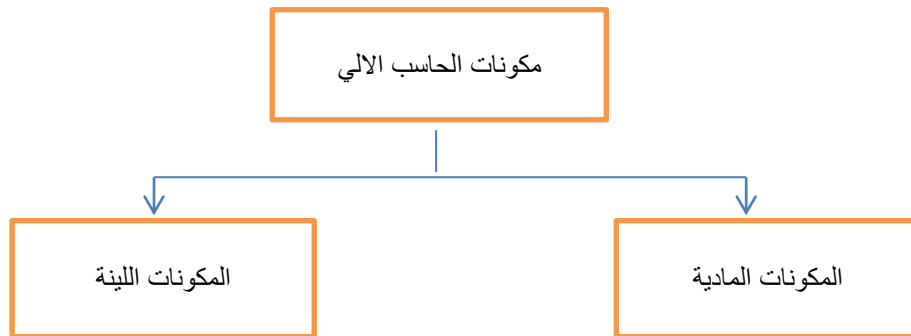 مكونات الحاسب الالي
المكونات المادية
المكونات اللينة